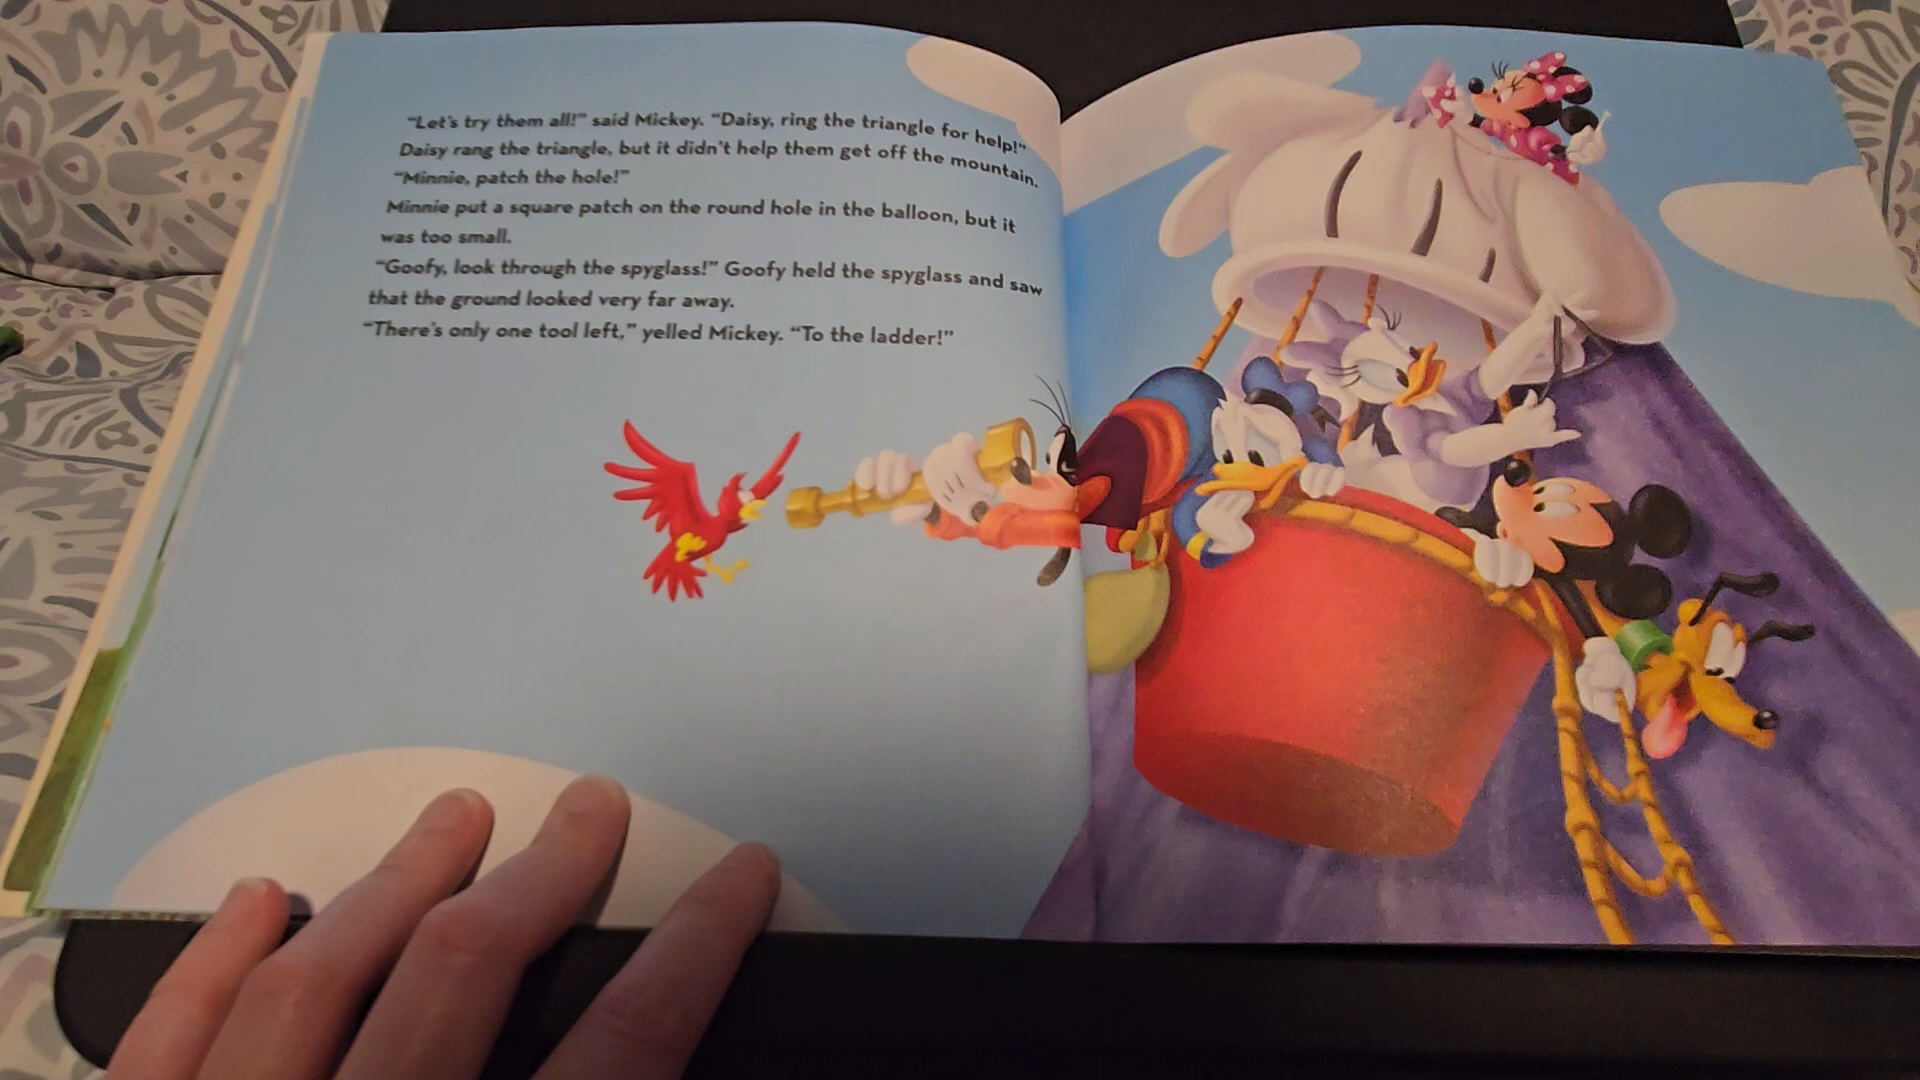 “Let’s try them all!” said Mickey. “Daisy, ring the triangle for help!”
Daisy rang the triangle, but it didn’t help them get off the mountain.
“Minnie, patch the hole!”
Minnie put a square patch on the round hole in the balloon, but it
was too small.
“Goofy, look through the spyglass!” Goofy held the spyglass and saw
that the ground looked very far away.
“There’s only one tool left,” yelled Mickey. “To the ladder!”